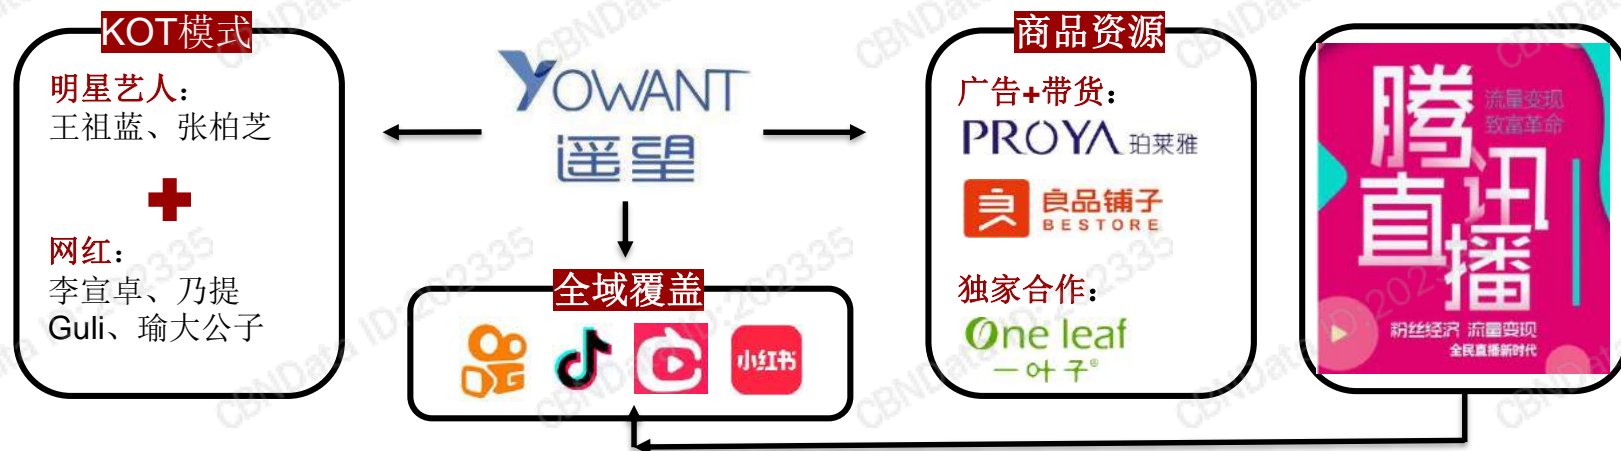 KOT模式
明星艺人：
王祖蓝、张柏芝
网红：
李宣卓、乃提
Guli、瑜大公子
YOWANT
遥望
全域覆盖
小红书
商品资源
广告+带货：
PROYA 珀莱雅
良品铺子
BESTORE
独家合作：
One leaf
一叶子®
腾讯
直播
流量变现
致富革命
粉丝经济 流量变现
全民直播新时代
CBNData ID:202335